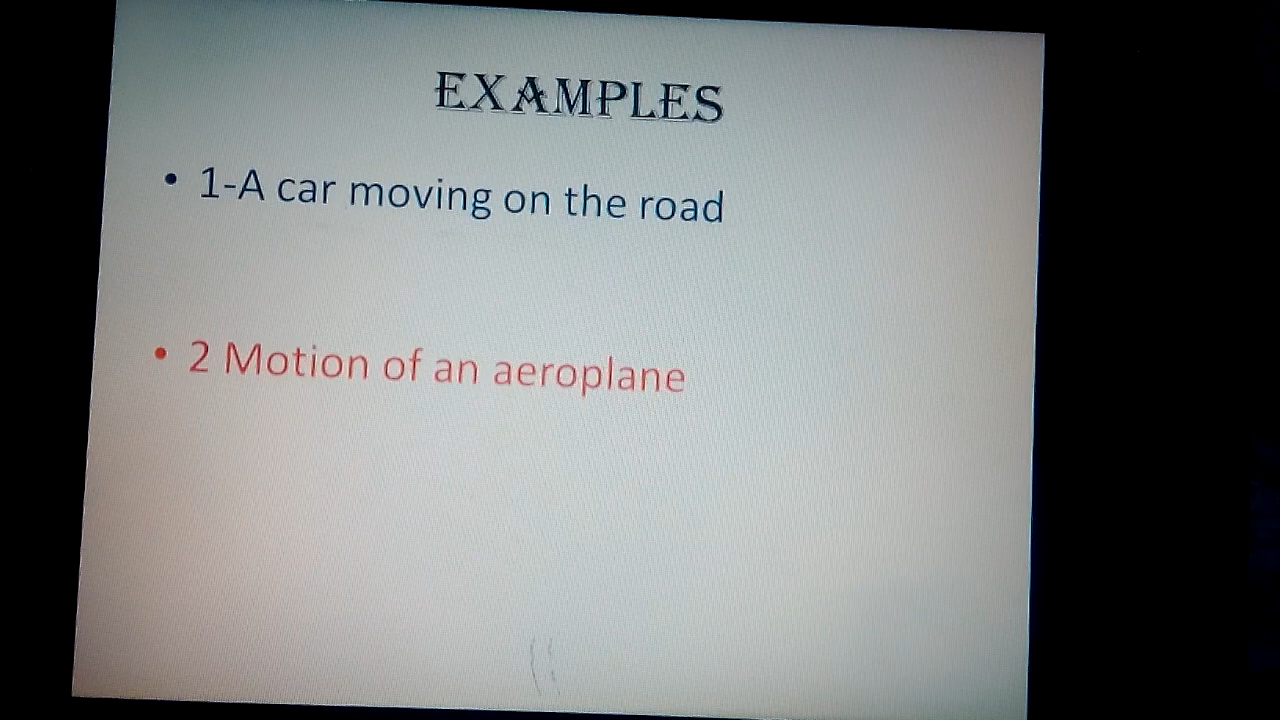 EXAMPLES
• 1-A car moving on the road
• 2 Motion of an aeroplane